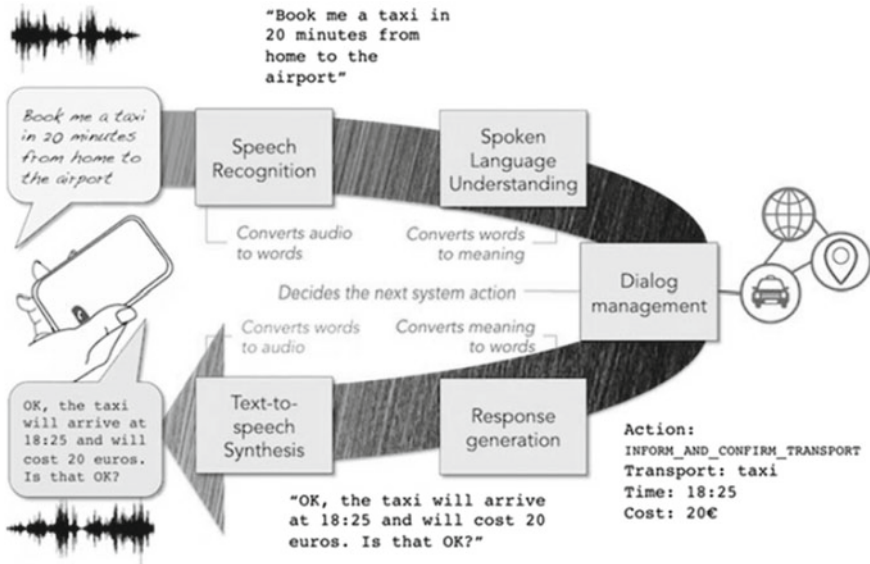 "Book me a taxi in
20 minutes from
home to the
airport"
Book me a taxi
in 20 minutes
from home to
the airport
Speech
Recognition
Spoken
Language
Understanding
Converts audio
to words
Converts words
to meaning
Dialog
management
Decides the next system action
Converts words
to audio
Converts meaning
to words
OK, the taxi
will arrive at
18:25 and will
cost 20 euros.
Is that OK?
Text-to-
speech
Synthesis
Response
generation
Action:
INFORM_AND_CONFIRM_TRANSPORT
Transport: taxi
Time: 18:25
Cost: 20€
"OK, the taxi will arrive
at 18:25 and will cost 20
euros. Is that OK?"